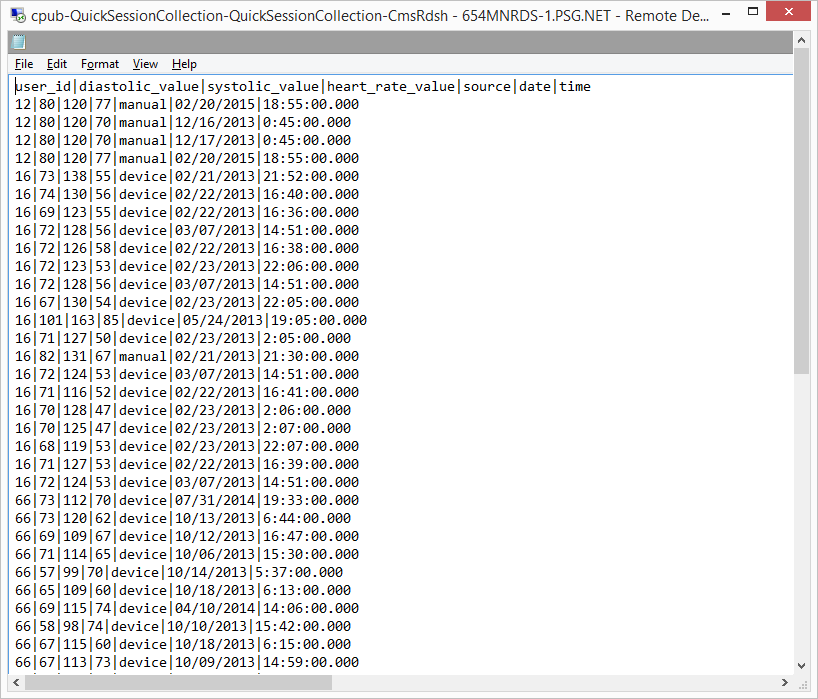 cpub-QuickSessionCollection-QuickSessionCollection-CmsRdsh - 654MNRDS-1.PSG.NET - Remote De...
File Edit Format View Help
user_id|diastolic_value|systolic_value|heart_rate_value|source|date|time
12|80|120|77|manual|02/20/2015|18:55:00.000
12|80|120|70|manual|12/16/2013|0:45:00.000
12|80|120|70|manual|12/17/2013|0:45:00.000
12|80|120|77|manual|02/20/2015|18:55:00.000
16|73|138|55|device|02/21/2013|21:52:00.000
16|74|130|56|device|02/22/2013|16:40:00.000
16|69|123|55|device|02/22/2013|16:36:00.000
16|72|128|56|device|03/07/2013|14:51:00.000
16|72|126|58|device|02/22/2013|16:38:00.000
16|72|123|53|device|02/23/2013|22:06:00.000
16|72|128|56|device|03/07/2013|14:51:00.000
16|67|130|54|device|02/23/2013|22:05:00.000
16|101|163|85|device|05/24/2013|19:05:00.000
16|71|127|50|device|02/23/2013|2:05:00.000
16|82|131|67|manual|02/21/2013|21:30:00.000
16|72|124|53|device|03/07/2013|14:51:00.000
16|71|116|52|device|02/22/2013|16:41:00.000
16|70|128|47|device|02/23/2013|2:06:00.000
16|70|125|47|device|02/23/2013|2:07:00.000
16|68|119|53|device|02/23/2013|22:07:00.000
16|71|127|53|device|02/22/2013|16:39:00.000
16|72|124|53|device|03/07/2013|14:51:00.000
66|73|112|70|device|07/31/2014|19:33:00.000
66|73|120|62|device|10/13/2013|6:44:00.000
66|69|109|67|device|10/12/2013|16:47:00.000
66|71|114|65|device|10/06/2013|15:30:00.000
66|57|99|70|device|10/14/2013|5:37:00.000
66|65|109|60|device|10/18/2013|6:13:00.000
66|69|115|74|device|04/10/2014|14:06:00.000
66|58|98|74|device|10/10/2013|15:42:00.000
66|67|115|60|device|10/18/2013|6:15:00.000
66|67|113|73|device|10/09/2013|14:59:00.000